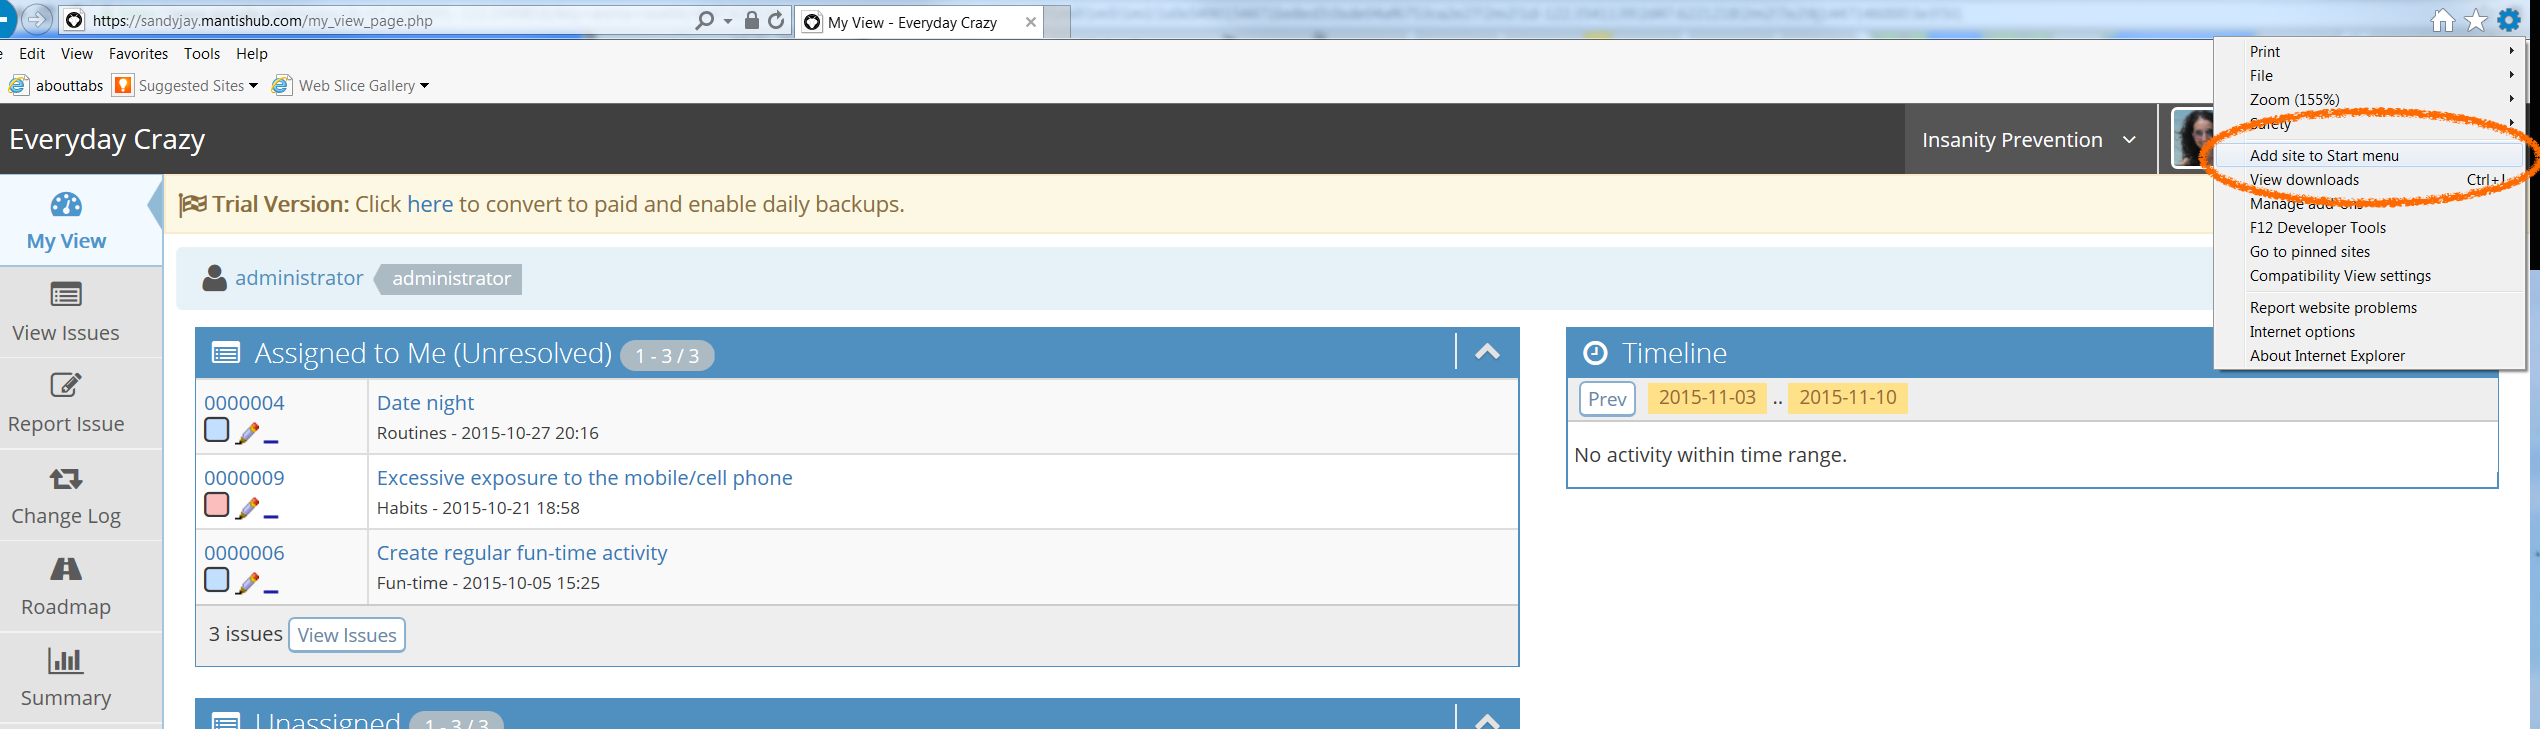 https://sandyjay.mantishub.com/my_view_page.php
My View - Everyday Crazy
Edit View Favorites Tools Help
abouttabs Suggested Sites Web Slice Gallery
Print
File
Zoom (155%)
Safety
Add site to Start menu
View downloads Ctrl+J
Manage add-ons
F12 Developer Tools
Go to pinned sites
Compatibility View settings
Report website problems
Internet options
About Internet Explorer
Everyday Crazy
Insanity Prevention
My View
View Issues
Report Issue
Change Log
Roadmap
Summary
Trial Version: Click here to convert to paid and enable daily backups.
administrator administrator
Assigned to Me (Unresolved) 1 - 3 / 3
0000004 Date night
Routines - 2015-10-27 20:16
0000009 Excessive exposure to the mobile/cell phone
Habits - 2015-10-21 18:58
0000006 Create regular fun-time activity
Fun-time - 2015-10-05 15:25
3 issues View Issues
Unassigned 1 - 3 / 3
Timeline
Prev 2015-11-03 .. 2015-11-10
No activity within time range.